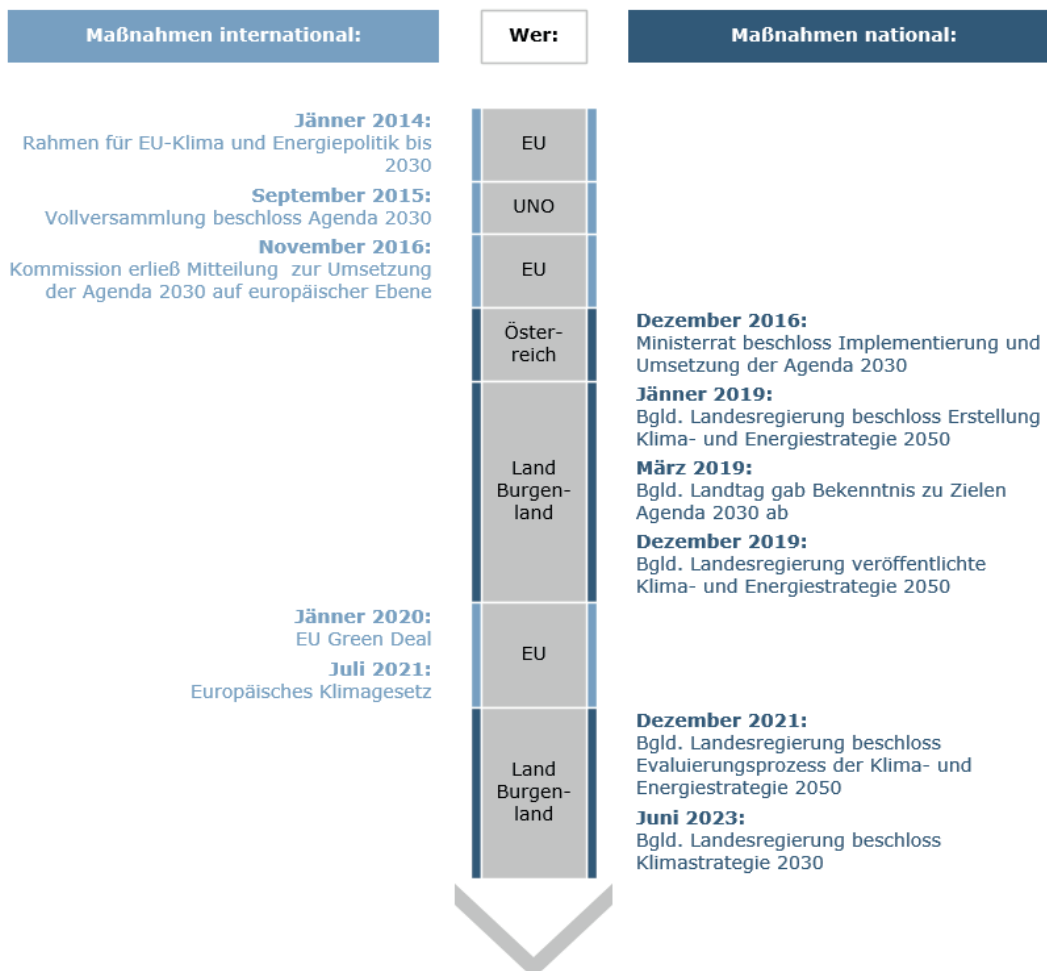 Maßnahmen international:
Wer:
Maßnahmen national:
Jänner 2014:
Rahmen für EU-Klima und Energiepolitik bis
2030
EU
September 2015:
Vollversammlung beschloss Agenda 2030
UNO
November 2016:
Kommission erließ Mitteilung zur Umsetzung
der Agenda 2030 auf europäischer Ebene
EU
Öster-
reich
Dezember 2016:
Ministerrat beschloss Implementierung und
Umsetzung der Agenda 2030
Land
Burgen-
land
Jänner 2019:
Bgld. Landesregierung beschloss Erstellung
Klima- und Energiestrategie 2050
März 2019:
Bgld. Landtag gab Bekenntnis zu Zielen
Agenda 2030 ab
Dezember 2019:
Bgld. Landesregierung veröffentlichte
Klima- und Energiestrategie 2050
Jänner 2020:
EU Green Deal
Juli 2021:
Europäisches Klimagesetz
EU
Land
Burgen-
land
Dezember 2021:
Bgld. Landesregierung beschloss
Evaluierungsprozess der Klima- und
Energiestrategie 2050
Juni 2023:
Bgld. Landesregierung beschloss
Klimastrategie 2030